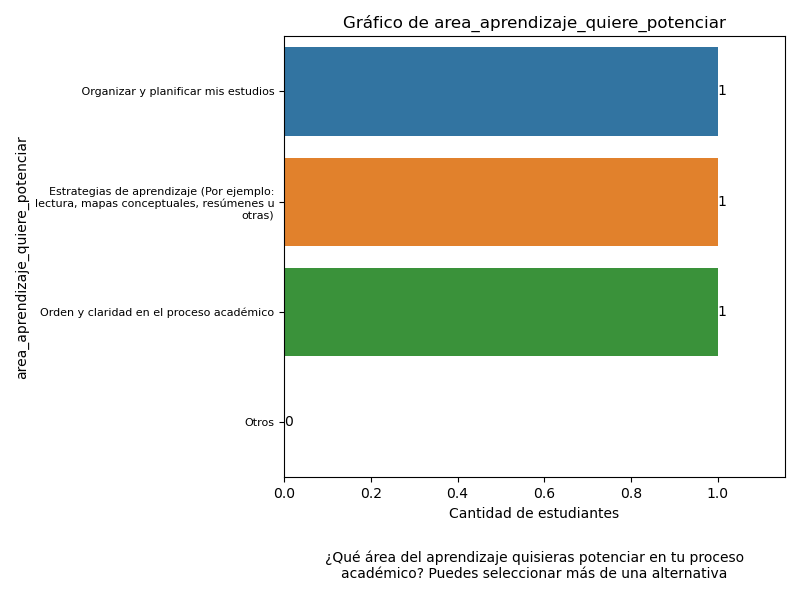 Gráfico de area_aprendizaje_quiere_potenciar
area_aprendizaje_quiere_potenciar
Organizar y planificar mis estudios
1
Estrategias de aprendizaje (Por ejemplo:
lectura, mapas conceptuales, resúmenes u
otras)
1
Orden y claridad en el proceso académico
1
Otros
0
0.0 0.2 0.4 0.6 0.8 1.0
Cantidad de estudiantes
¿Qué área del aprendizaje quisieras potenciar en tu proceso
académico? Puedes seleccionar más de una alternativa